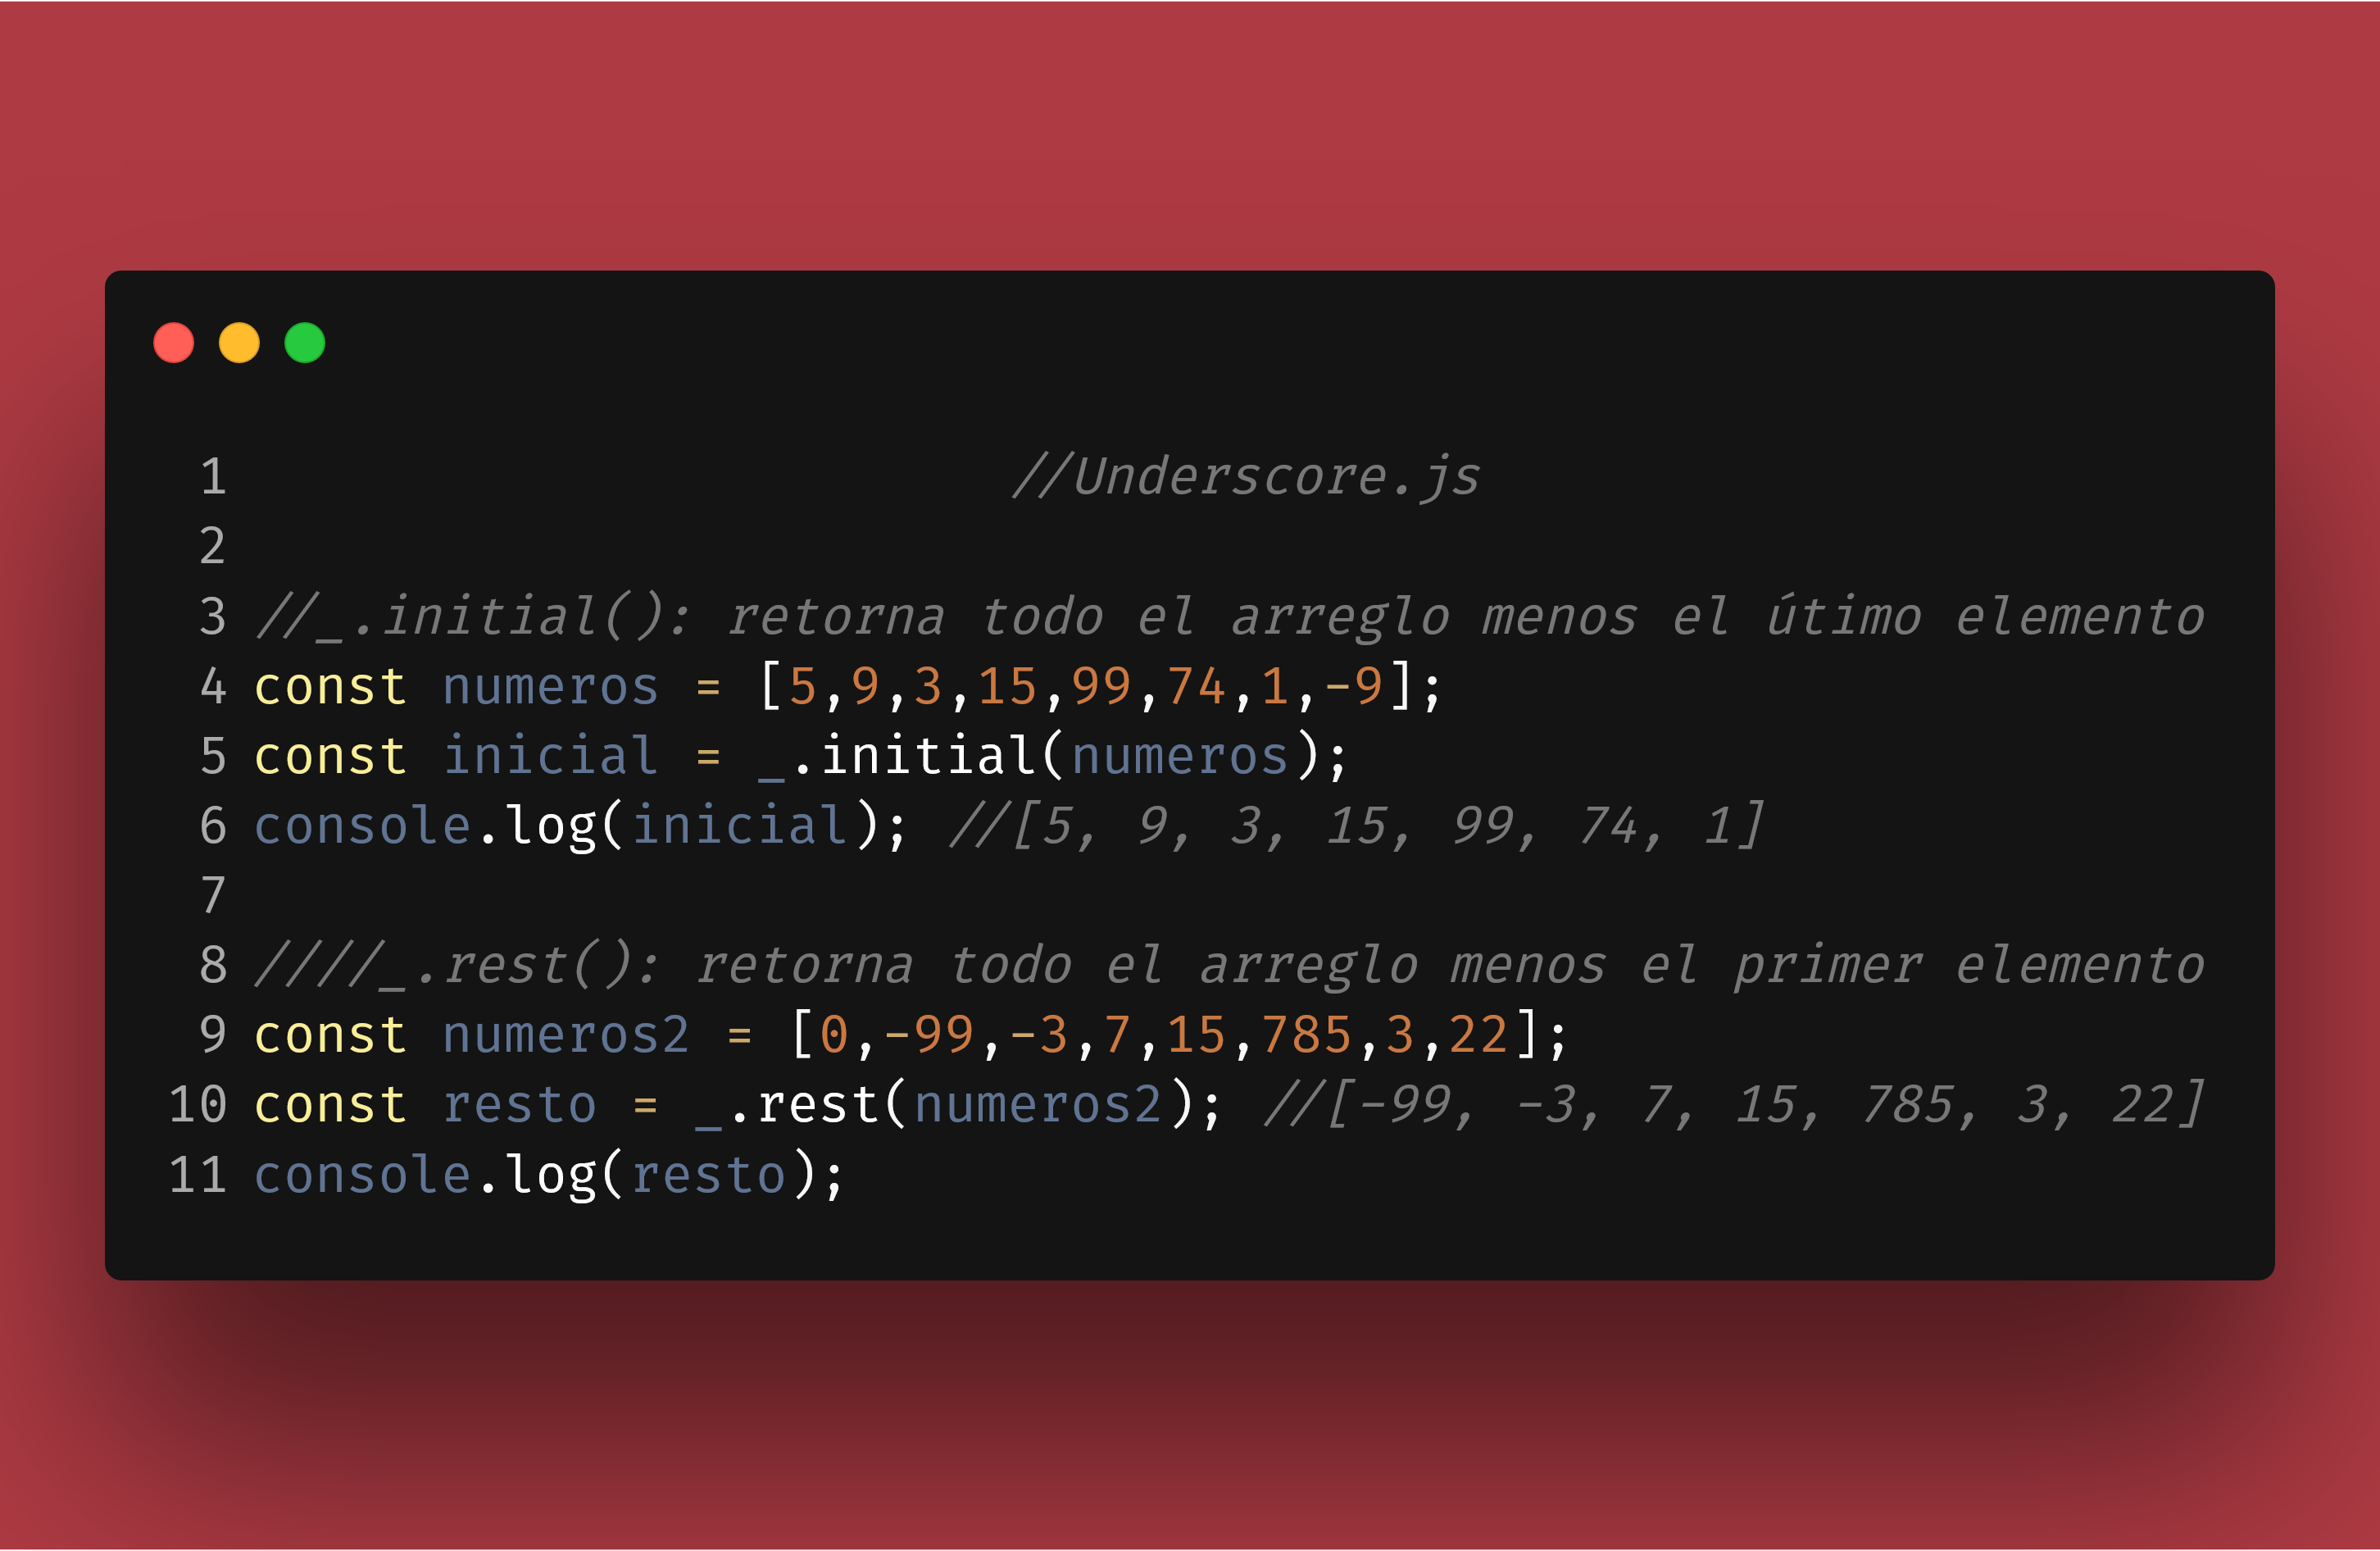 1 //Underscore.js
2
3 //_.initial(): retorna todo el arreglo menos el útimo elemento
4 const numeros = [5,9,3,15,99,74,1,-9];
5 const inicial = _.initial(numeros);
6 console.log(inicial); //[5, 9, 3, 15, 99, 74, 1]
7
8 ////_.rest(): retorna todo el arreglo menos el primer elemento
9 const numeros2 = [0,-99,-3,7,15,785,3,22];
10 const resto = _.rest(numeros2); //[-99, -3, 7, 15, 785, 3, 22]
11 console.log(resto);